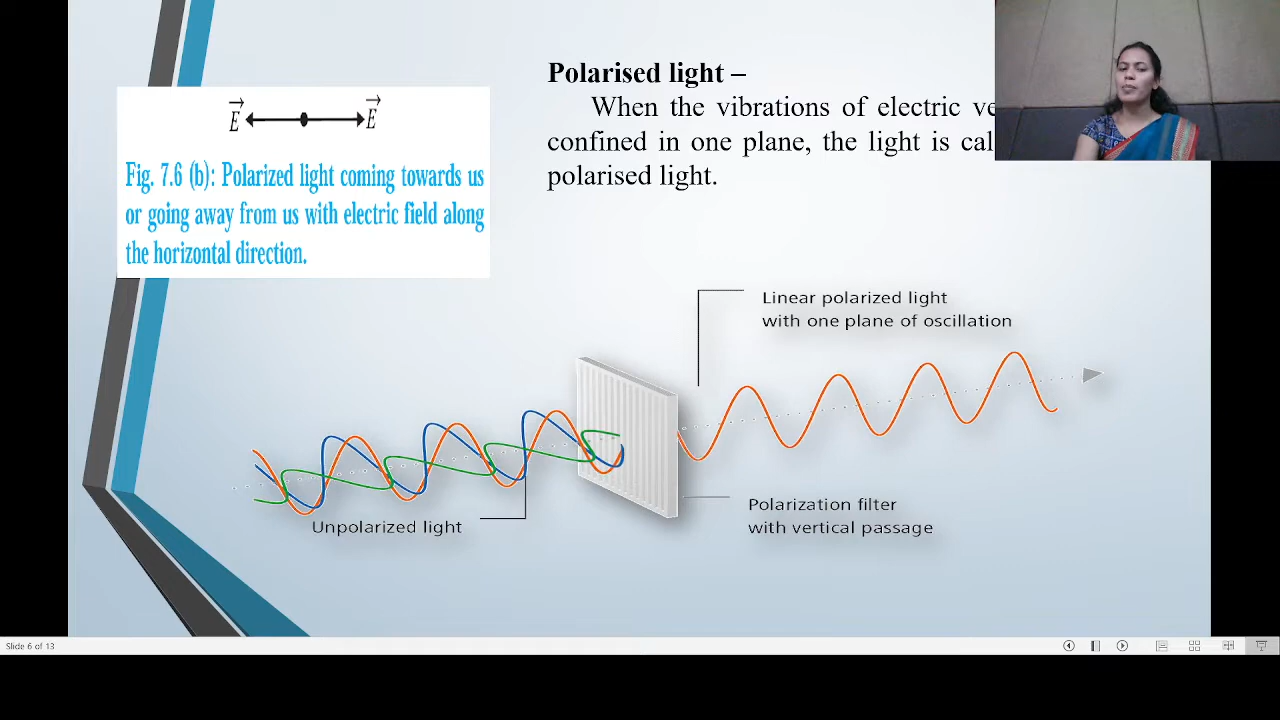 E
E
Fig. 7.6 (b): Polarized light coming towards us
or going away from us with electric field along
the horizontal direction.
Polarised light –
When the vibrations of electric
confined in one plane, the light is
polarised light.
Linear polarized light
with one plane of oscillation
Unpolarized light
Polarization filter
with vertical passage
Slide 6 of 13